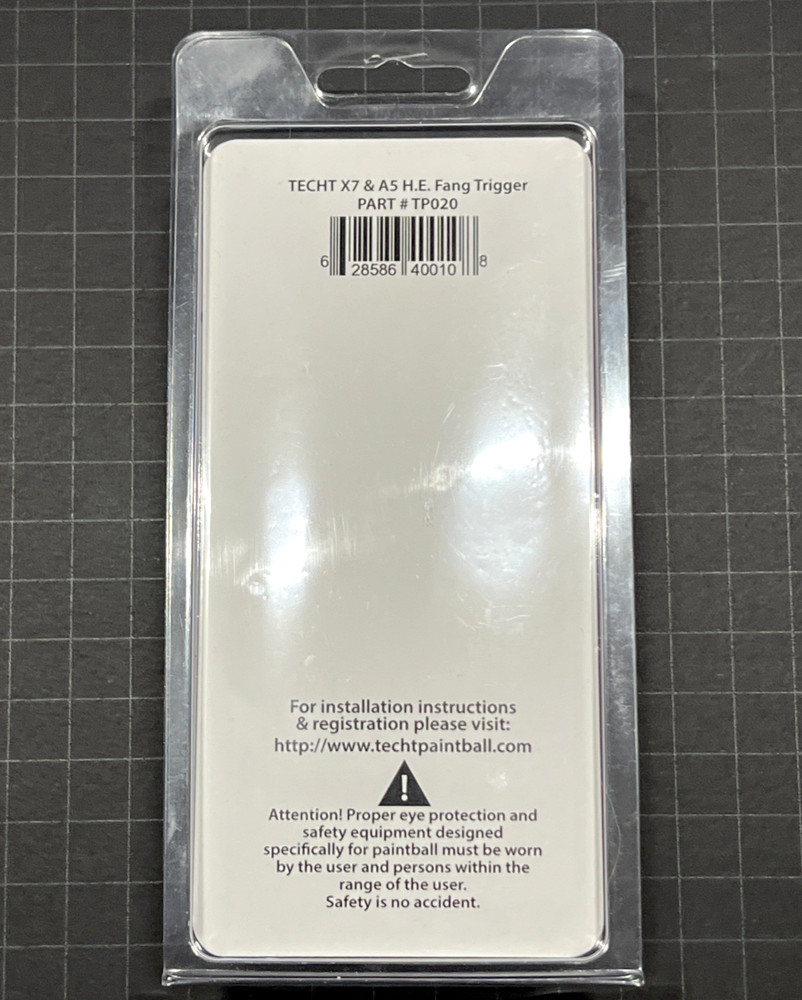 TECHT X7 & A5 H.E. Fang Trigger
PART # TP020
6 28586 40010 8
For installation instructions
& registration please visit:
http://www.techtpaintball.com
!
Attention! Proper eye protection and
safety equipment designed
specifically for paintball must be worn
by the user and persons within the
range of the user.
Safety is no accident.